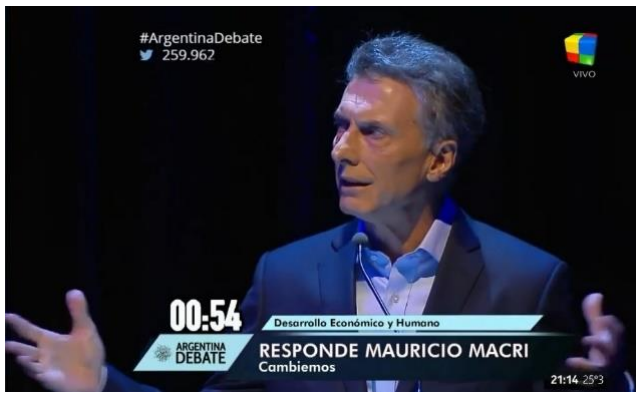 #ArgentinaDebate
259.962
VIVO
00:54
Desarrollo Económico y Humano
ARGENTINA
DEBATE
RESPONDE MAURICIO MACRI
Cambiemos
21:14 25°3